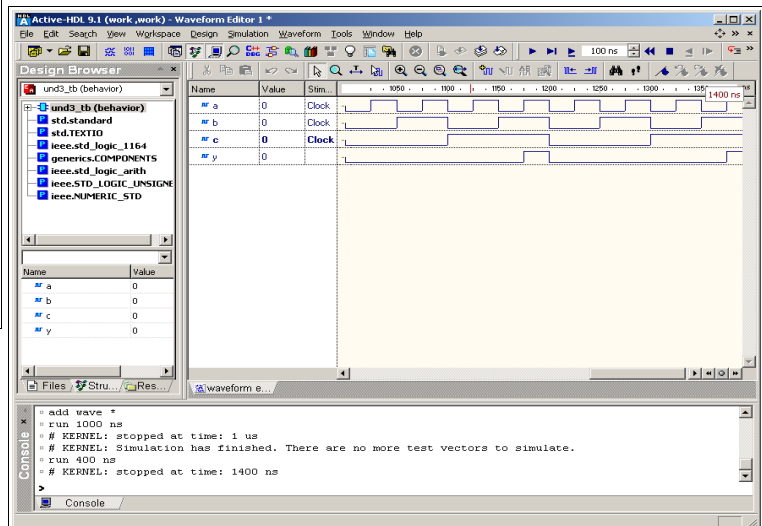 Active-HDL 9.1 (work ,work) - Waveform Editor 1 *
File Edit Search View Workspace Design Simulation Waveform Tools Window Help
100 ns
Design Browser
und3_tb (behavior)
und3_tb (behavior)
std.standard
std.TEXTIO
ieee.std_logic_1164
generics.COMPONENTS
ieee.std_logic_arith
ieee.STD_LOGIC_UNSIGNE
ieee.NUMERIC_STD
Name Value
a 0
b 0
c 0
y 0
Files Stru... Res...
Name Value Stim... 1050 1100 1150 1200 1250 1300 135 ns
1400 ns
a 0 Clock
b 0 Clock
c 0 Clock
y 0
waveform e...
Console
add wave *
run 1000 ns
# KERNEL: stopped at time: 1 us
# KERNEL: Simulation has finished. There are no more test vectors to simulate.
run 400 ns
# KERNEL: stopped at time: 1400 ns
>
Console